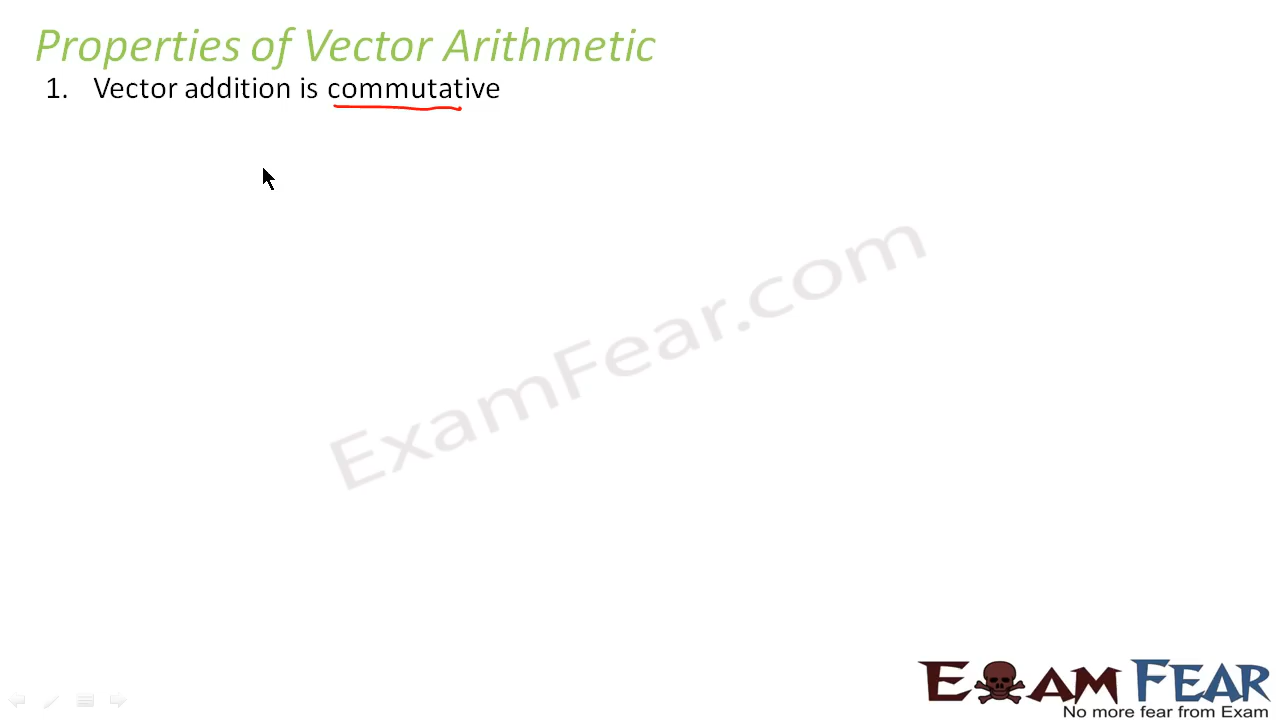 Properties of Vector Arithmetic
1. Vector addition is commutative
ExamFear.com
EXAM FEAR
No more fear from Exam